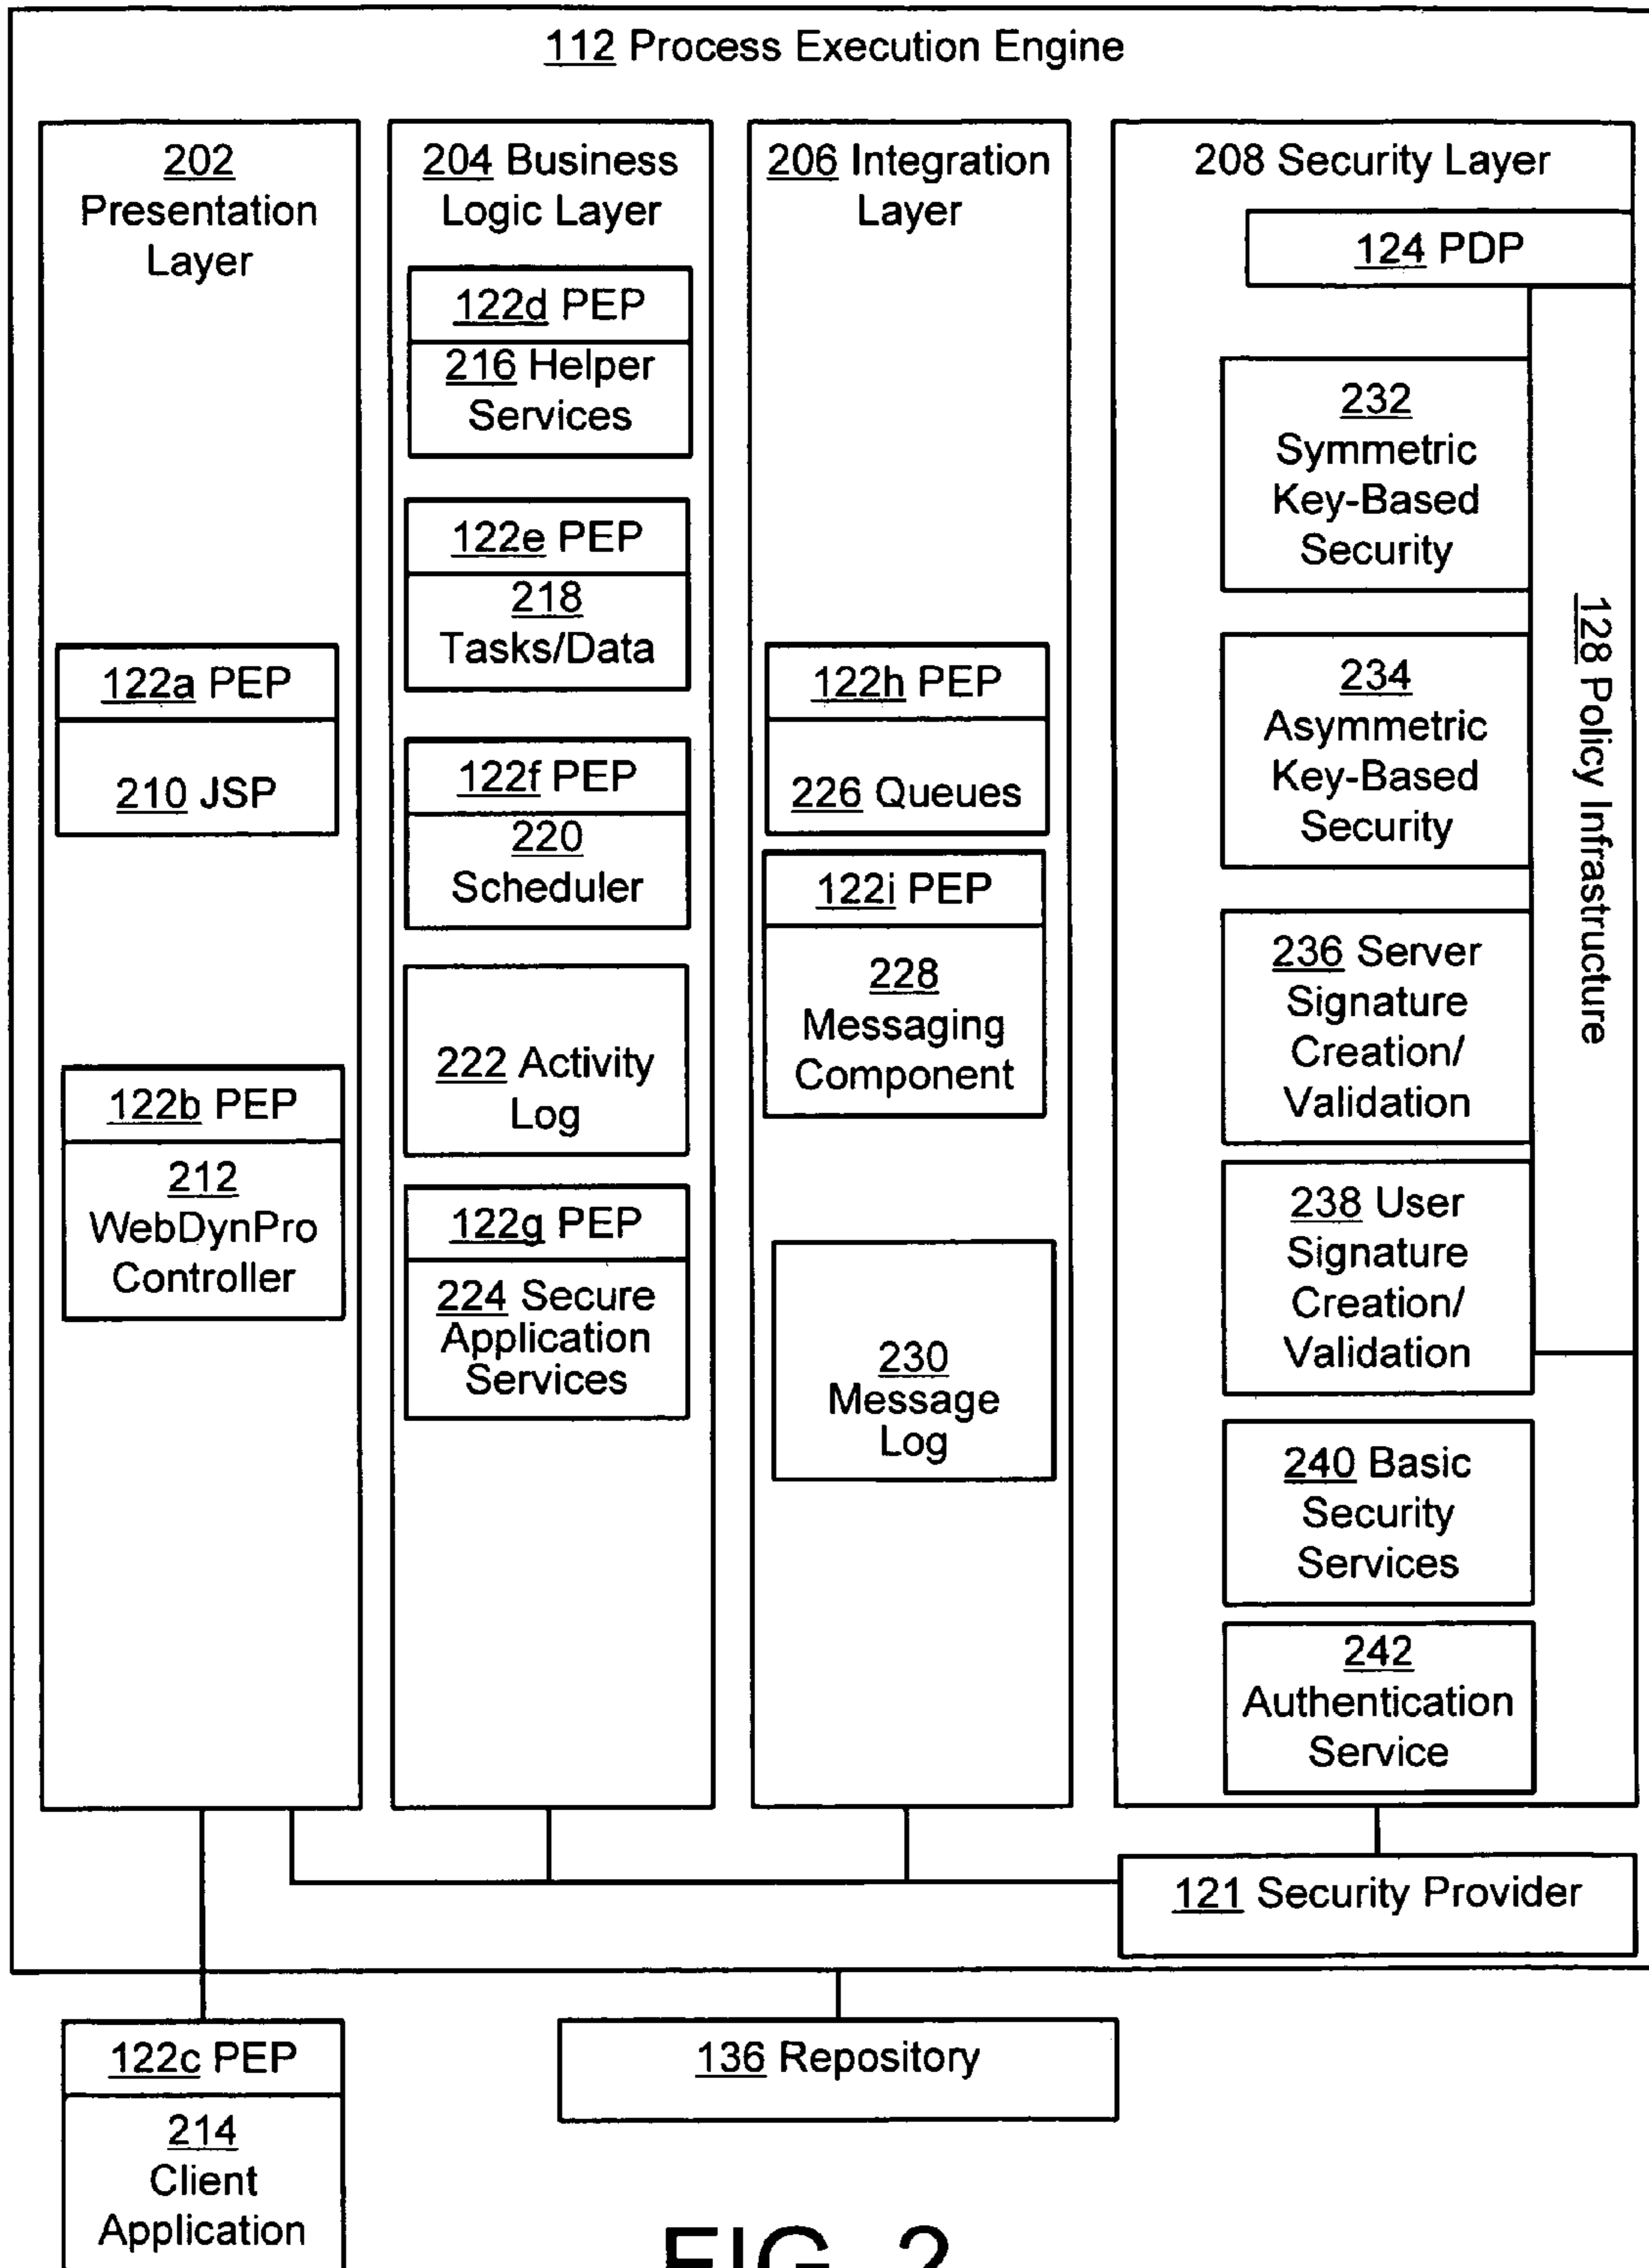 112 Process Execution Engine
202
Presentation
Layer
122a PEP
210 JSP
122b PEP
212
WebDynPro
Controller
204 Business
Logic Layer
122d PEP
216 Helper
Services
122e PEP
218
Tasks/Data
122f PEP
220
Scheduler
222 Activity
Log
122g PEP
224 Secure
Application
Services
206 Integration
Layer
122h PEP
226 Queues
122i PEP
228
Messaging
Component
230
Message
Log
208 Security Layer
124 PDP
232
Symmetric
Key-Based
Security
234
Asymmetric
Key-Based
Security
236 Server
Signature
Creation/
Validation
238 User
Signature
Creation/
Validation
240 Basic
Security
Services
242
Authentication
Service
128 Policy Infrastructure
121 Security Provider
122c PEP
214
Client
Application
136 Repository
FIG. 2